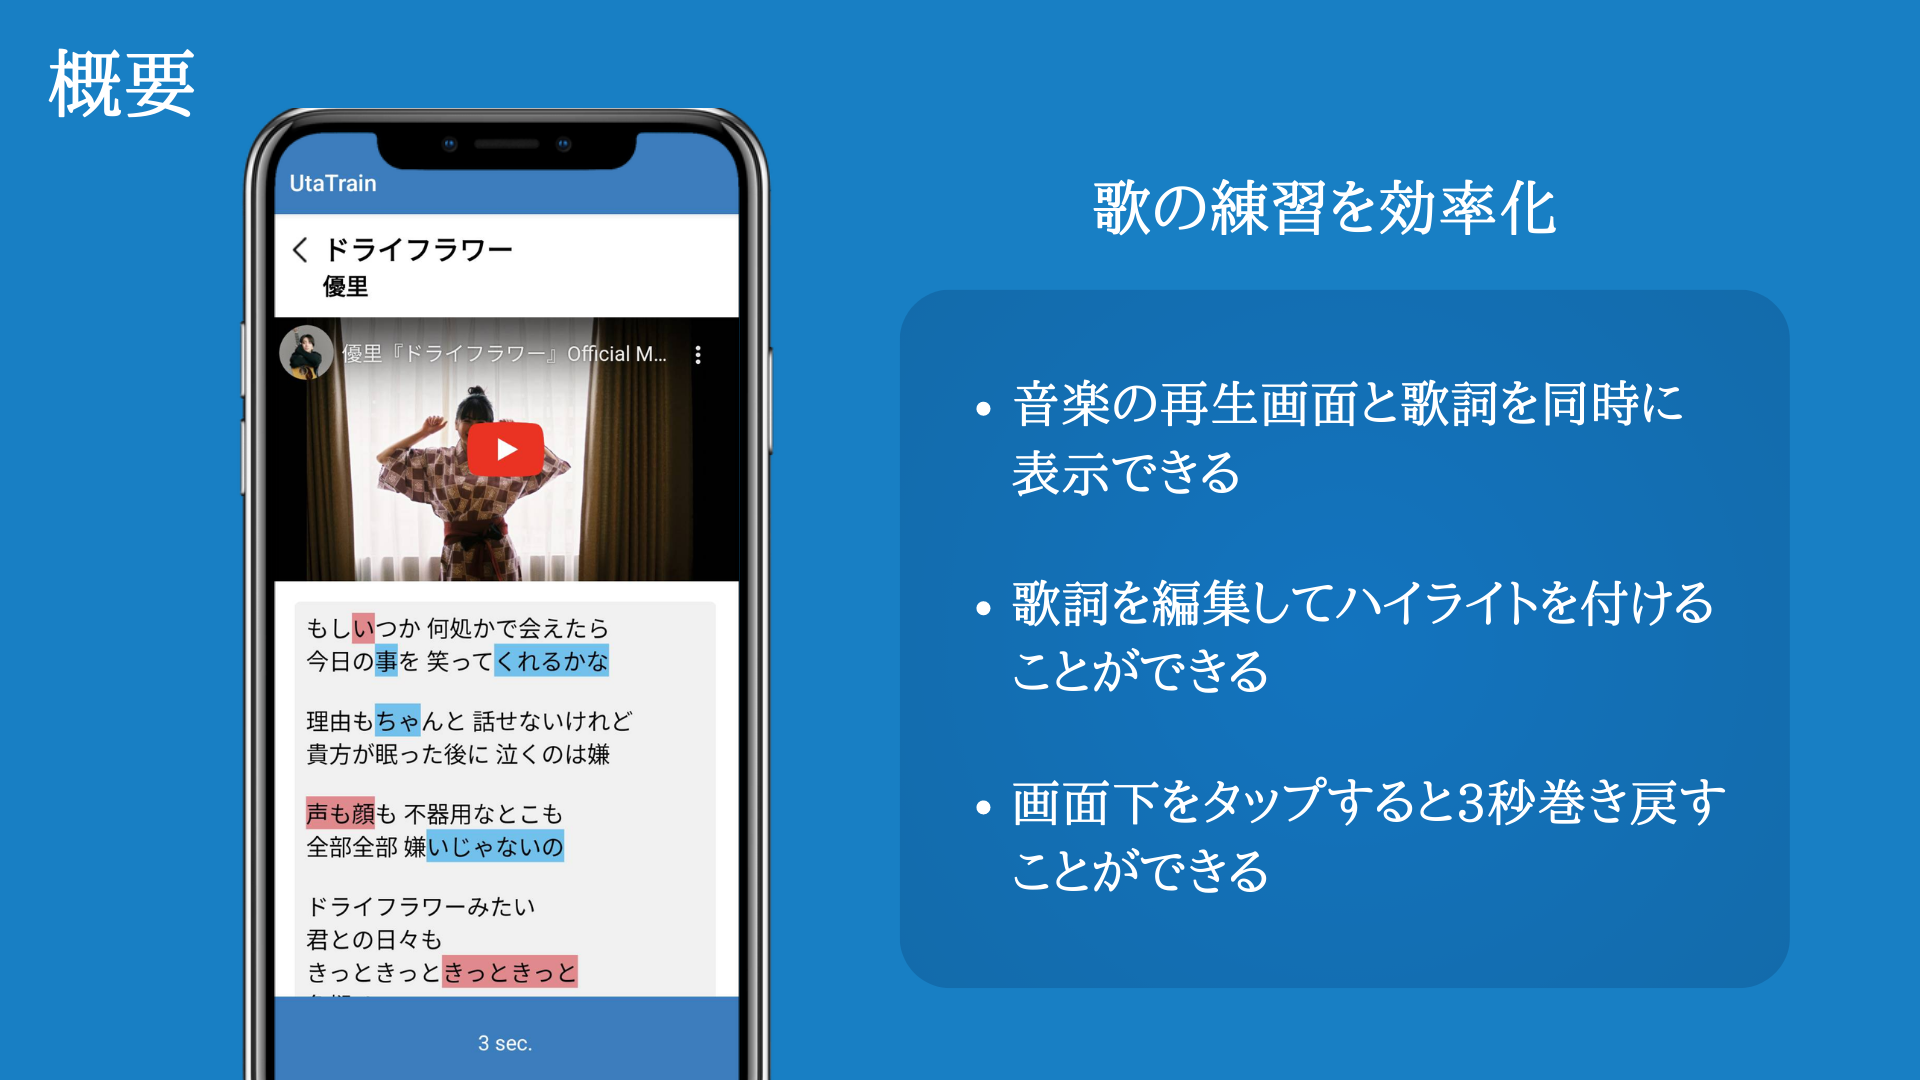 概要
UtaTrain
ドライフラワー
優里
優里『ドライフラワー』Official M...
もしいつか 何処かで会えたら
今日の事を 笑ってくれるかな
理由もちゃんと 話せないけれど
貴方が眠った後に 泣くのは嫌
声も顔も 不器用なとこも
全部全部 嫌いじゃないの
ドライフラワーみたい
君との日々も
きっときっときっときっと
3 sec.
歌の練習を効率化
• 音楽の再生画面と歌詞を同時に
表示できる
• 歌詞を編集してハイライトを付ける
ことができる
• 画面下をタップすると3秒巻き戻す
ことができる